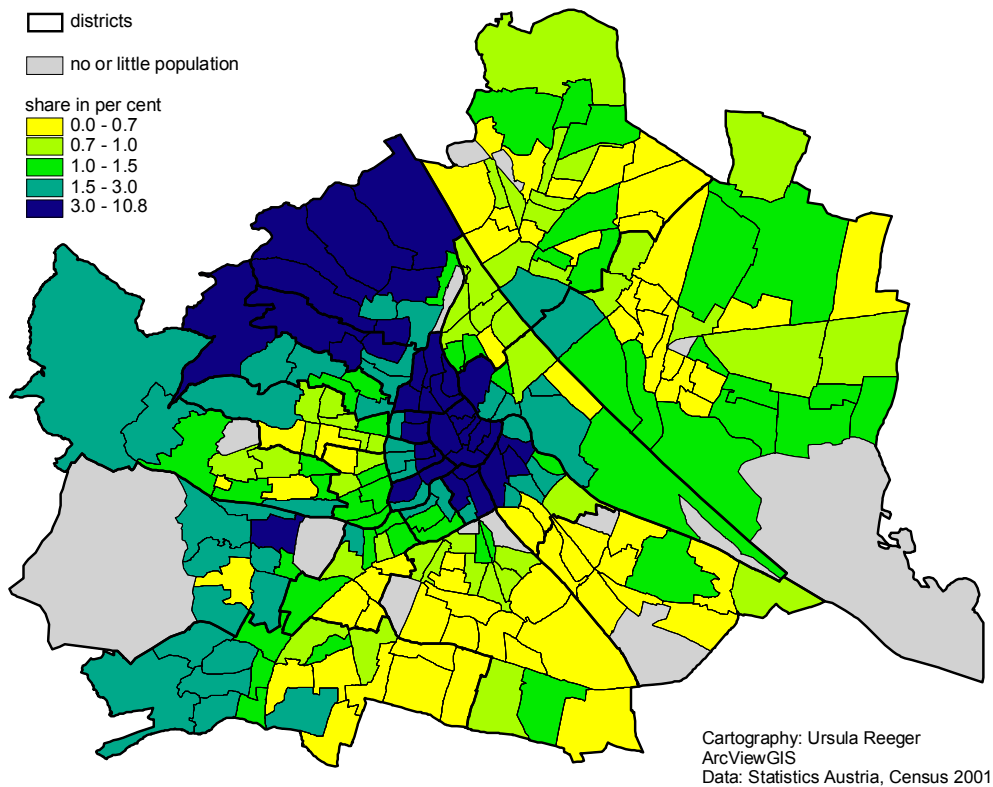 districts
no or little population
share in per cent
0.0 - 0.7
0.7 - 1.0
1.0 - 1.5
1.5 - 3.0
3.0 - 10.8
Cartography: Ursula Reeger
ArcViewGIS
Data: Statistics Austria, Census 2001